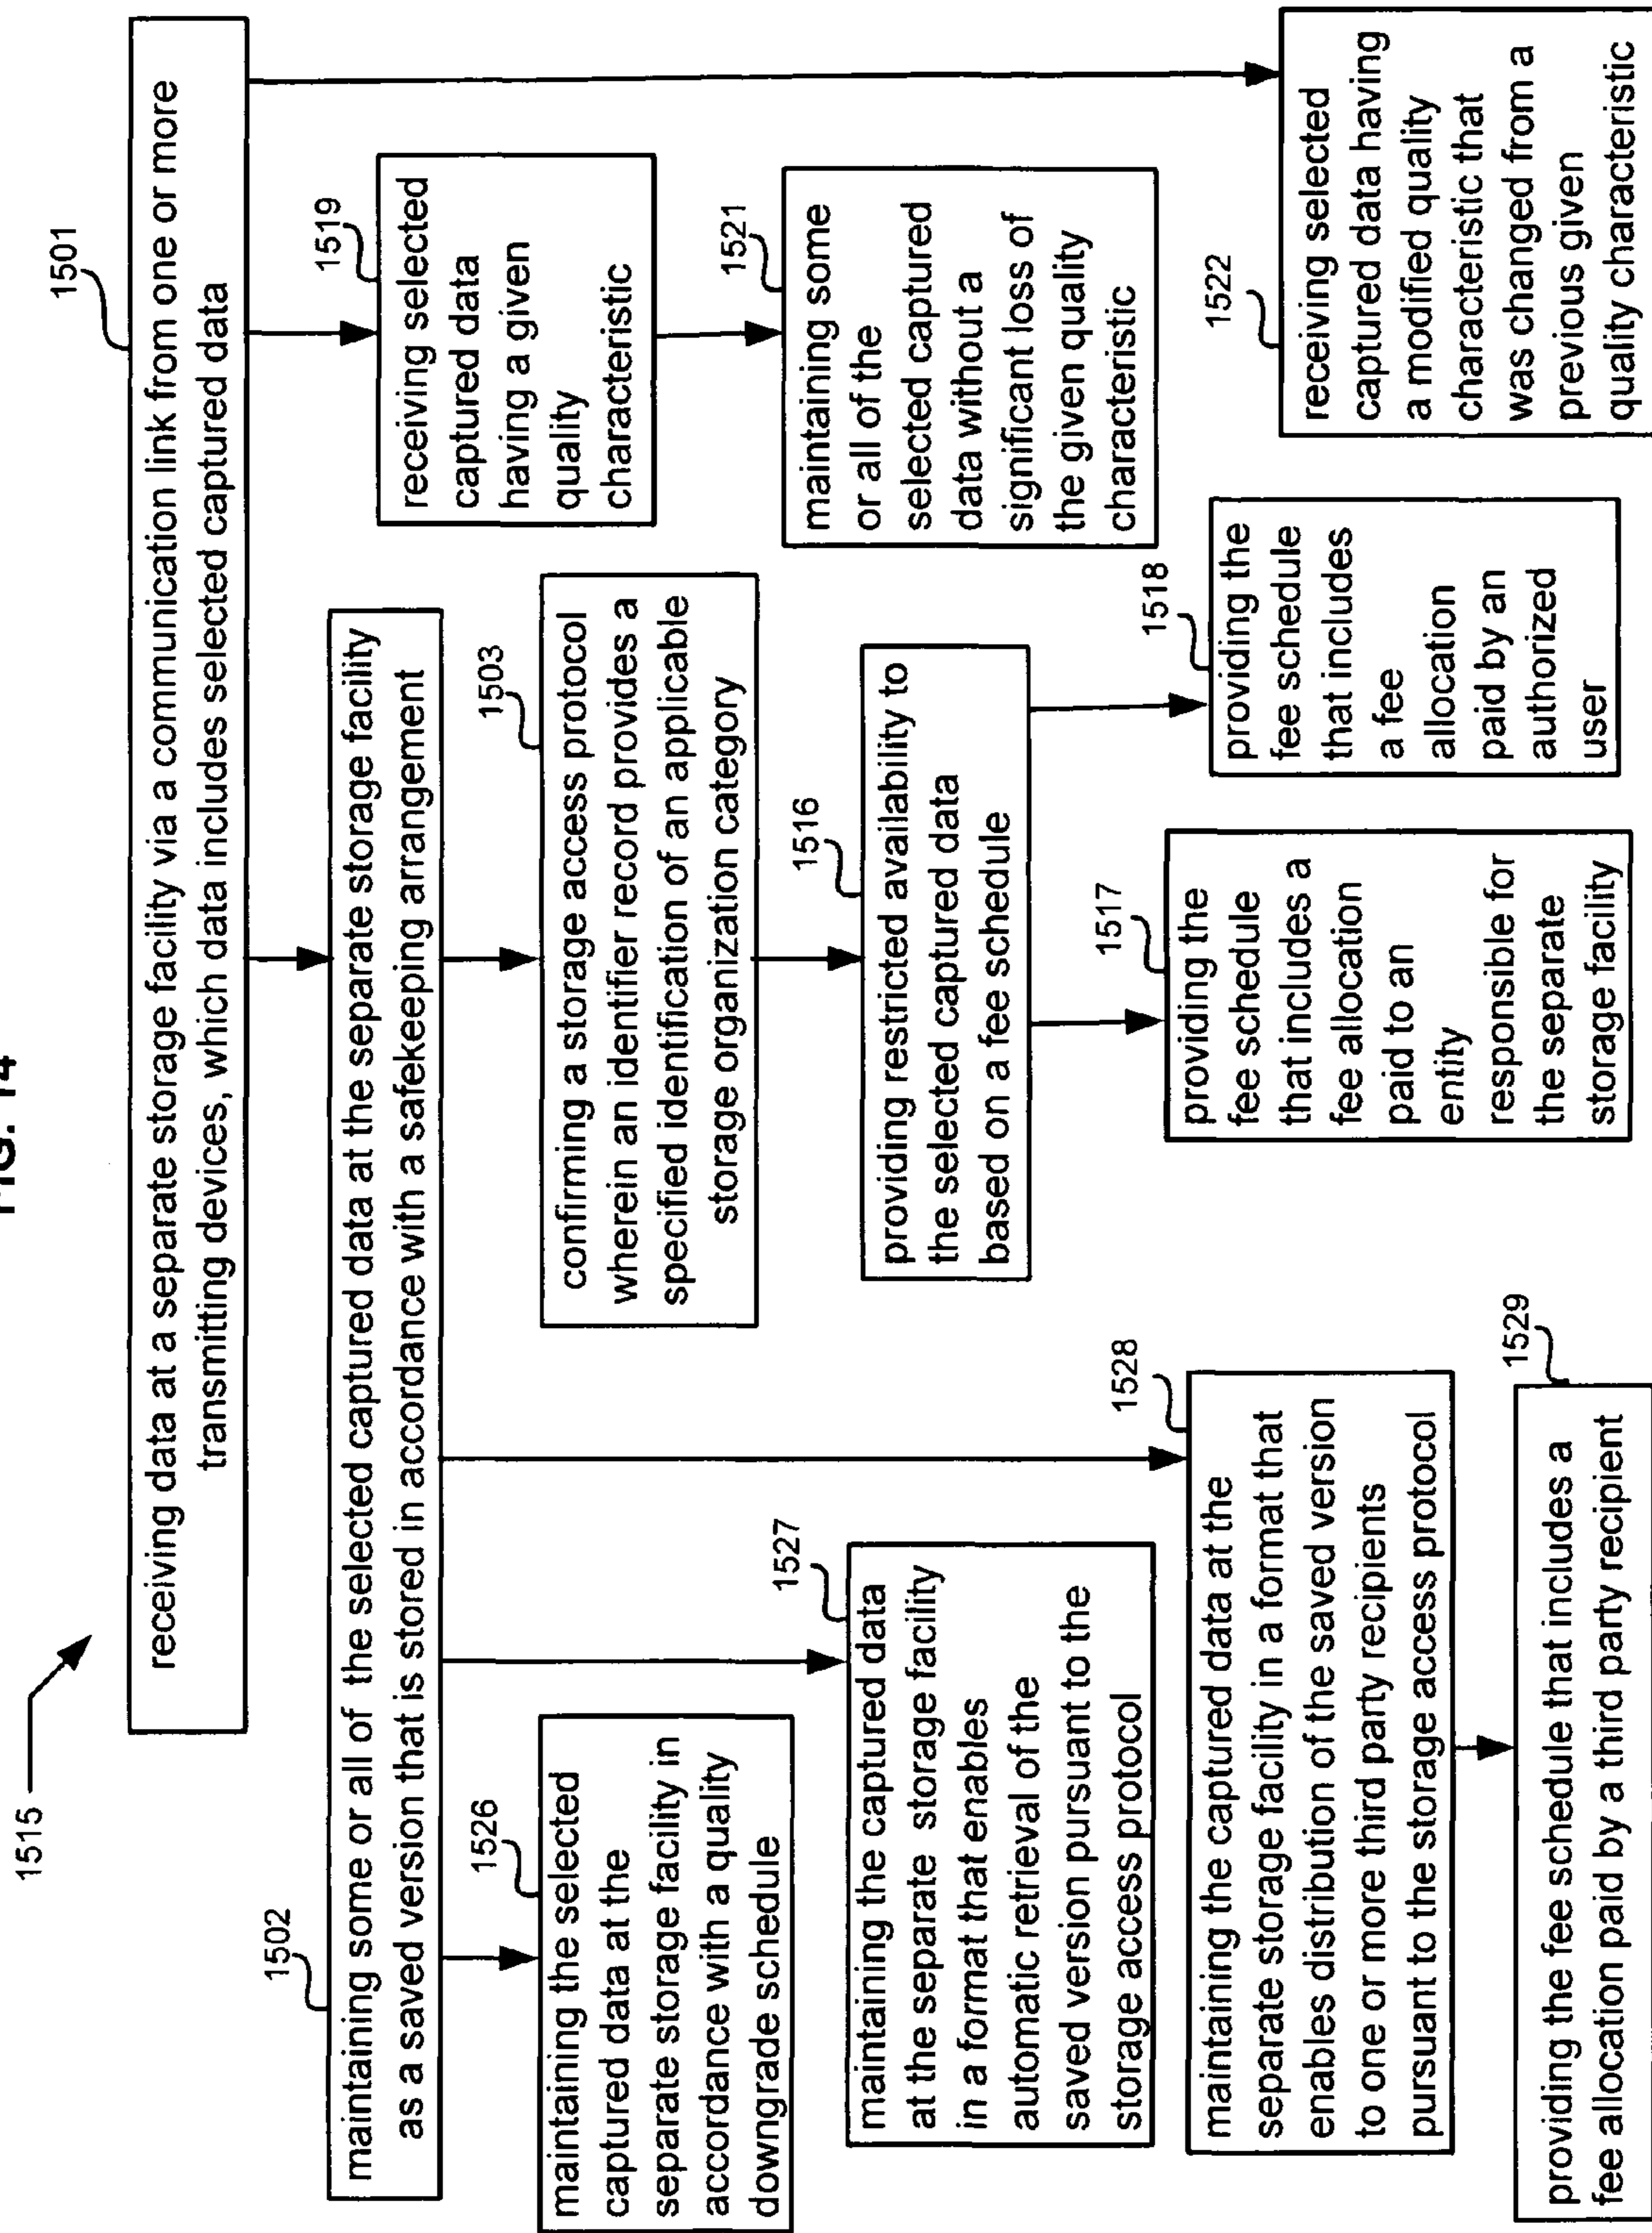 FIG. 14
1515
1501
receiving data at a separate storage facility via a communication link from one or more
transmitting devices, which data includes selected captured data
1502
maintaining some or all of the selected captured data at the separate storage facility
as a saved version that is stored in accordance with a safekeeping arrangement
1519
receiving selected
captured data
having a given
quality
characteristic
1526
maintaining the selected
captured data at the
separate storage facility in
accordance with a quality
downgrade schedule
1503
confirming a storage access protocol
wherein an identifier record provides a
specified identification of an applicable
storage organization category
1521
maintaining some
or all of the
selected captured
data without a
significant loss of
the given quality
characteristic
1527
maintaining the captured data
at the separate storage facility
in a format that enables
automatic retrieval of the
saved version pursuant to the
storage access protocol
1516
providing restricted availability to
the selected captured data
based on a fee schedule
1528
maintaining the captured data at the
separate storage facility in a format that
enables distribution of the saved version
to one or more third party recipients
pursuant to the storage access protocol
1517
providing the
fee schedule
that includes a
fee allocation
paid to an
entity
responsible for
the separate
storage facility
1518
providing the
fee schedule
that includes
a fee
allocation
paid by an
authorized
user
1522
receiving selected
captured data having
a modified quality
characteristic that
was changed from a
previous given
quality characteristic
1529
providing the fee schedule that includes a
fee allocation paid by a third party recipient